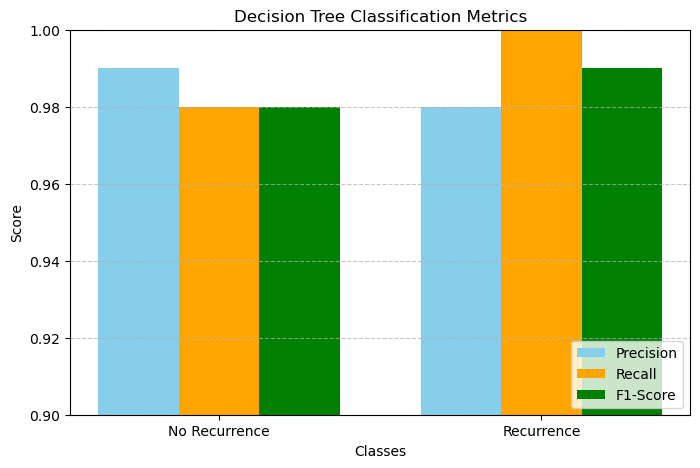 Decision Tree Classification Metrics
1.00
0.98
0.96
0.94
0.92
0.90
Score
No Recurrence
Recurrence
Classes
Precision
Recall
F1-Score